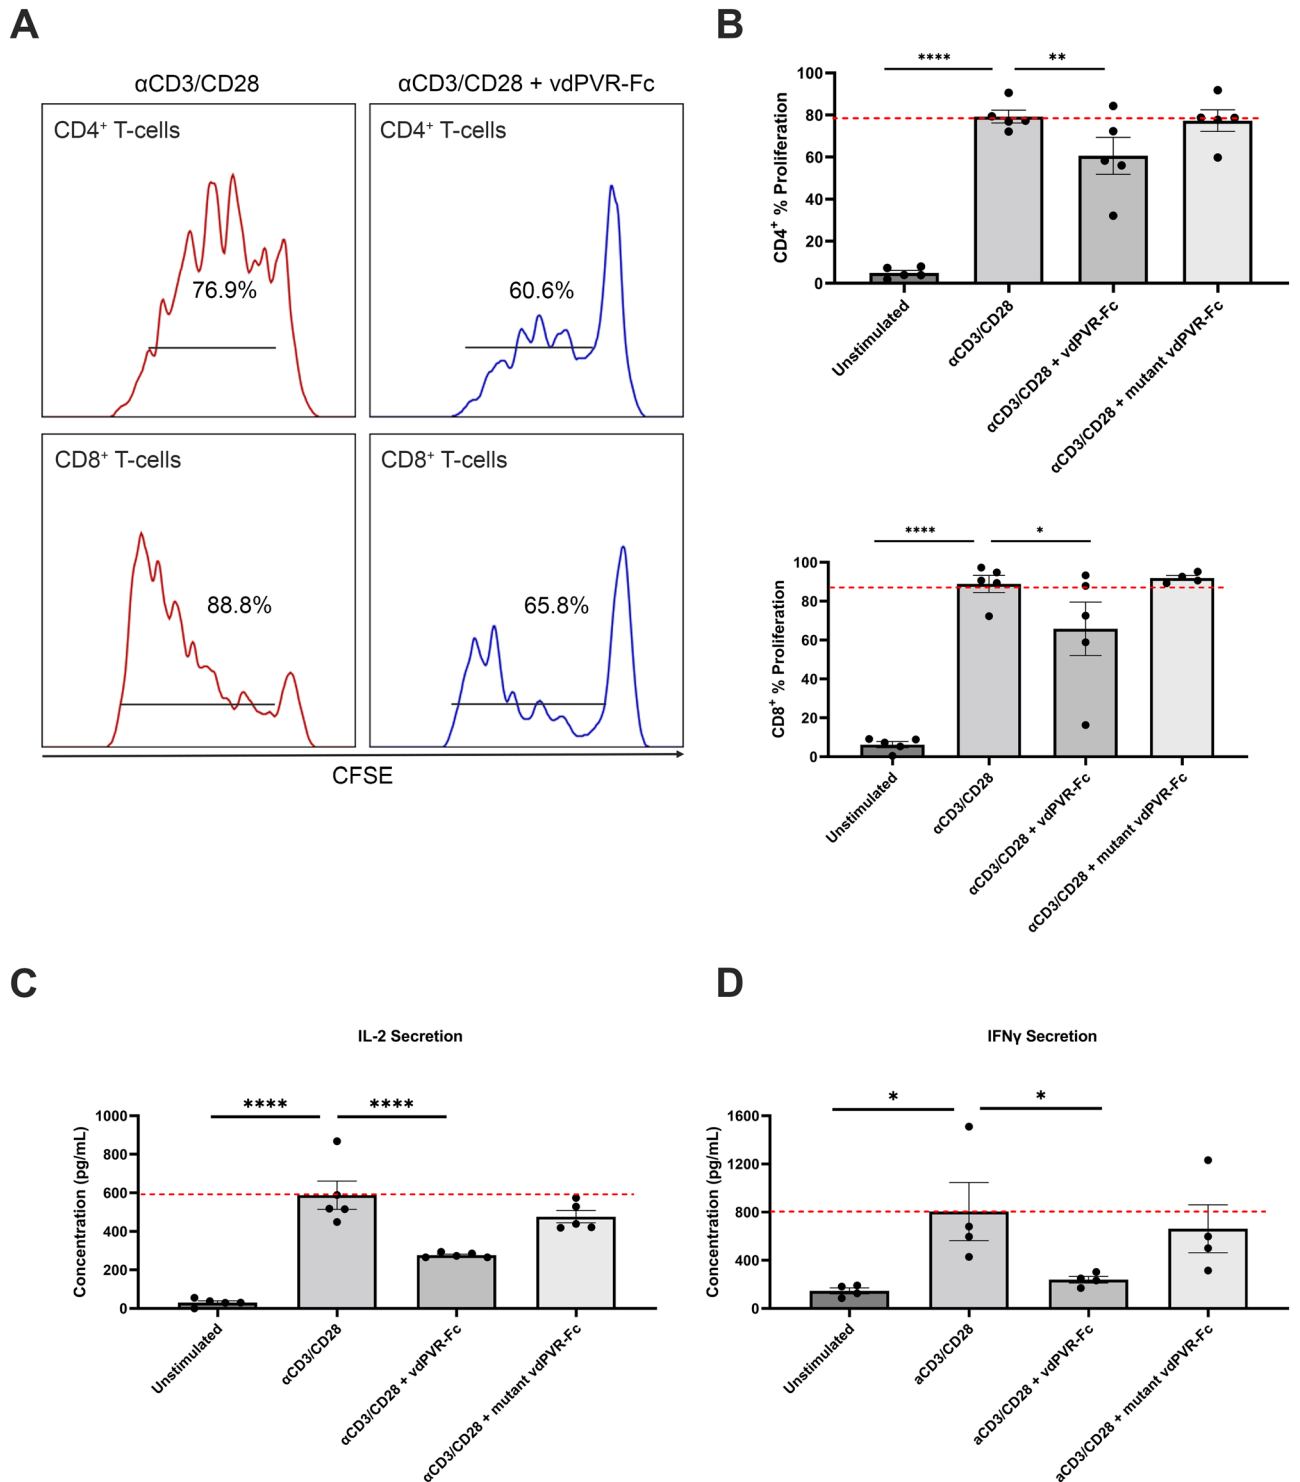 A
αCD3/CD28
αCD3/CD28 + vdPVR-Fc
CD4+ T-cells
76.9%
CD4+ T-cells
60.6%
CD8+ T-cells
88.8%
CD8+ T-cells
65.8%
CFSE
B
**** **
CD4+ % Proliferation
100
80
60
40
20
0
Unstimulated
αCD3/CD28
αCD3/CD28 + vdPVR-Fc
αCD3/CD28 + mutant vdPVR-Fc
**** *
CD8+ % Proliferation
100
80
60
40
20
0
Unstimulated
αCD3/CD28
αCD3/CD28 + vdPVR-Fc
αCD3/CD28 + mutant vdPVR-Fc
C
IL-2 Secretion
**** ****
Concentration (pg/mL)
1000
800
600
400
200
0
Unstimulated
αCD3/CD28
αCD3/CD28 + vdPVR-Fc
αCD3/CD28 + mutant vdPVR-Fc
D
IFNγ Secretion
* *
Concentration (pg/mL)
1600
1200
800
400
0
Unstimulated
aCD3/CD28
aCD3/CD28 + vdPVR-Fc
aCD3/CD28 + mutant vdPVR-Fc